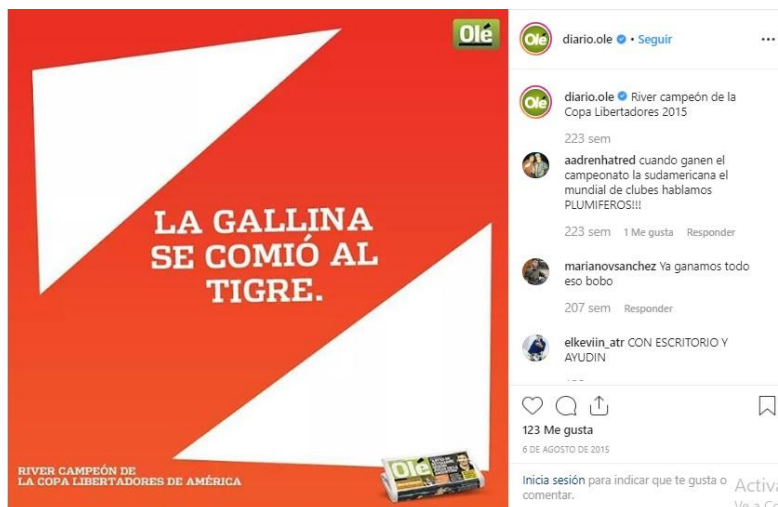 Olé
LA GALLINA
SE COMIÓ AL
TIGRE.
RIVER CAMPEÓN DE
LA COPA LIBERTADORES DE AMÉRICA
Olé
diario.ole • Seguir
diario.ole River campeón de la
Copa Libertadores 2015
223 sem
aadrenhatred cuando ganen el
campeonato la sudamericana el
mundial de clubes hablamos
PLUMIFEROS!!!
223 sem 1 Me gusta Responder
marianovsanchez Ya ganamos todo
eso bobo
207 sem Responder
elkeviin_atr CON ESCRITORIO Y
AYUDIN
123 Me gusta
6 DE AGOSTO DE 2015
Inicia sesión para indicar que te gusta o
comentar.
Activa